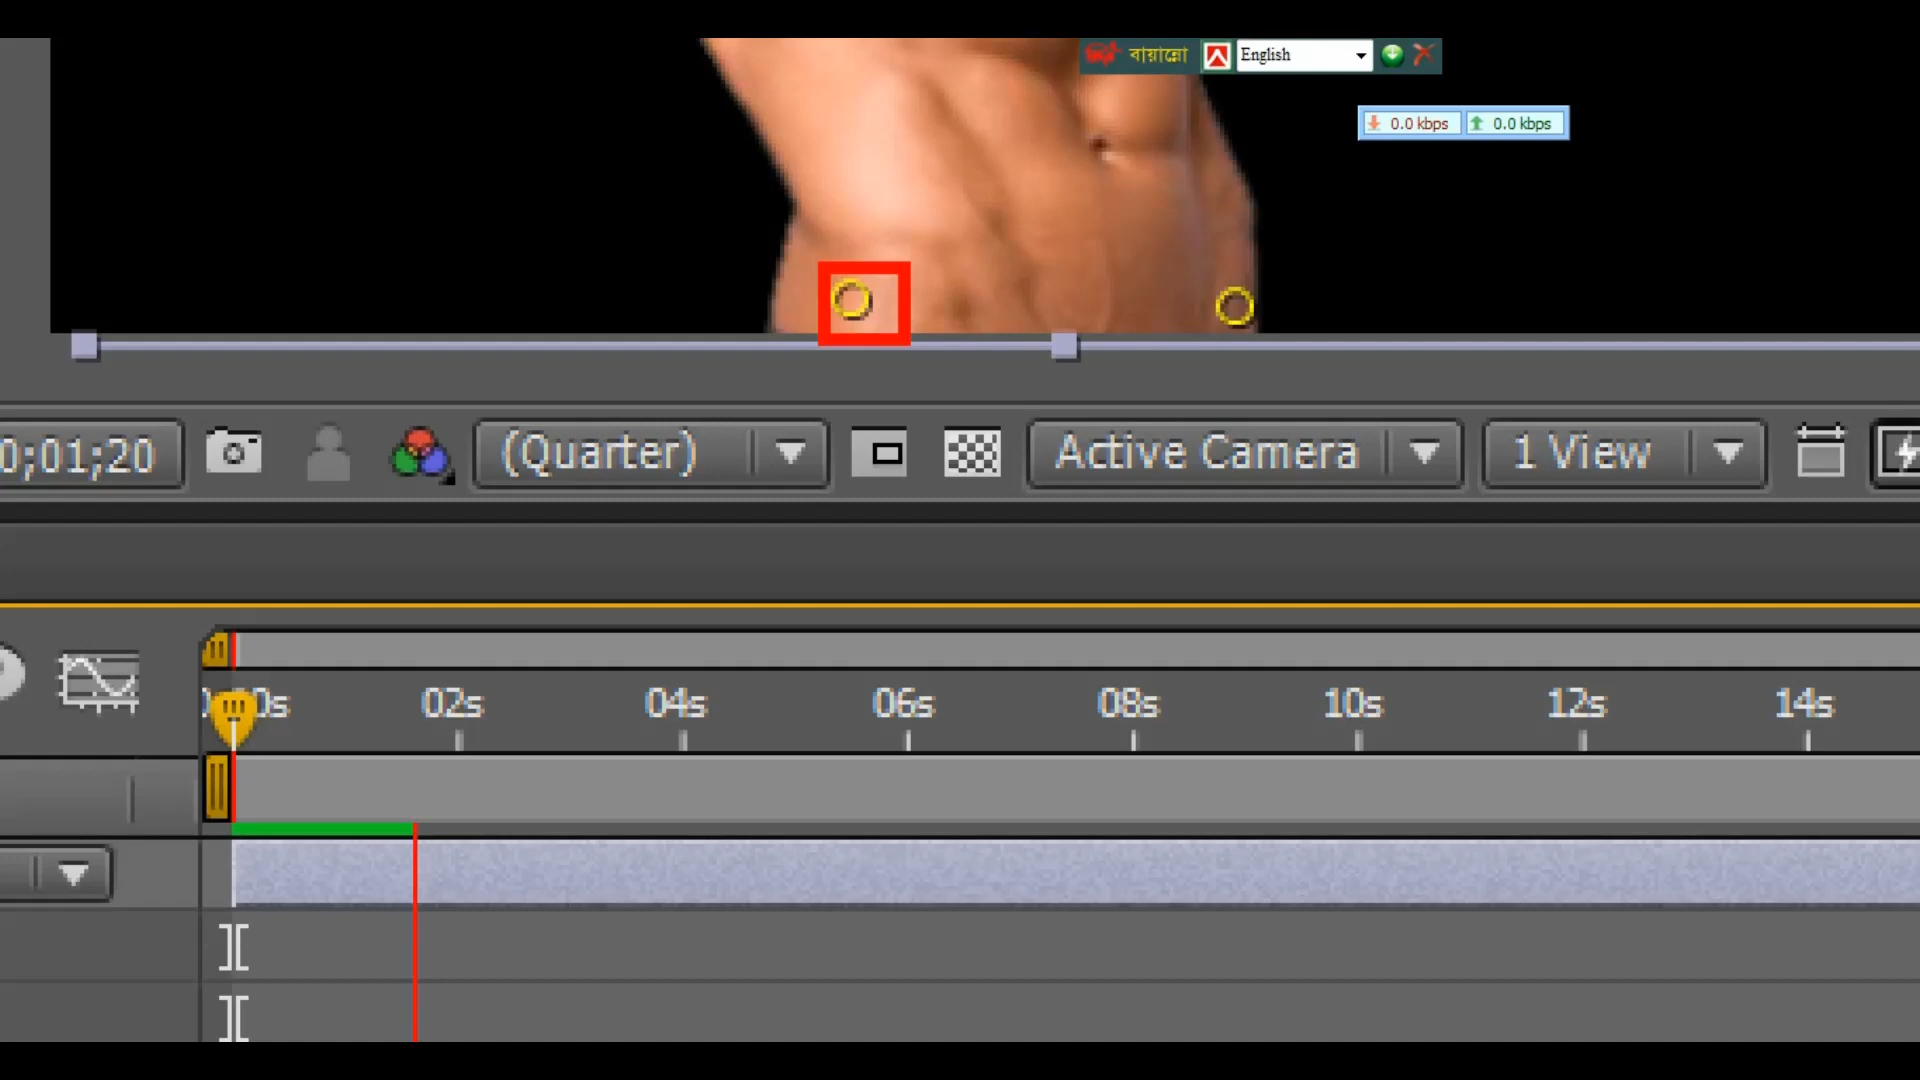 বায়ান্নো English
0.0 kbps 0.0 kbps
0;01;20 (Quarter) Active Camera 1 View
02s 04s 06s 08s 10s 12s 14s